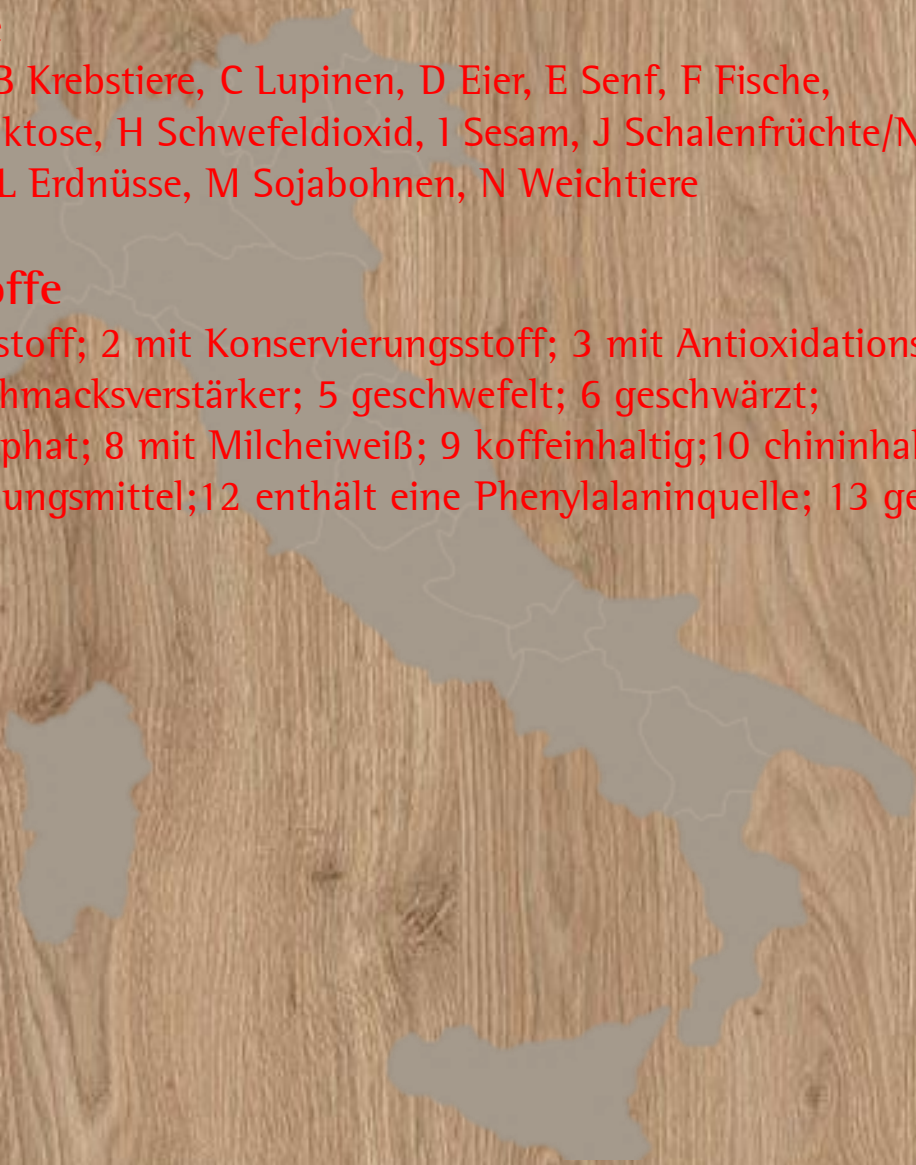 B Krebstiere, C Lupinen, D Eier, E Senf, F Fische,
ktose, H Schwefeldioxid, I Sesam, J Schalenfrüchte/N
L Erdnüsse, M Sojabohnen, N Weichtiere
offe
stoff; 2 mit Konservierungsstoff; 3 mit Antioxidations
hmacksverstärker; 5 geschwefelt; 6 geschwärzt;
phat; 8 mit Milcheiweiß; 9 koffeinhaltig;10 chininhal
ungsmittel;12 enthält eine Phenylalaninquelle; 13 ge